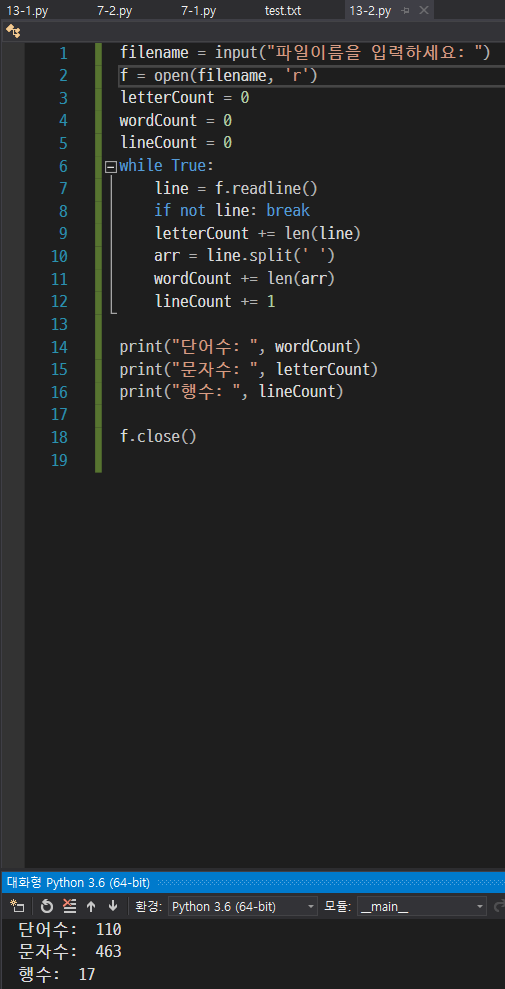 13-1.py 7-2.py 7-1.py test.txt 13-2.py
1 filename = input("파일이름을 입력하세요: ")
2 f = open(filename, 'r')
3 letterCount = 0
4 wordCount = 0
5 lineCount = 0
6 while True:
7     line = f.readline()
8     if not line: break
9     letterCount += len(line)
10     arr = line.split(' ')
11     wordCount += len(arr)
12     lineCount += 1
13
14 print("단어수: ", wordCount)
15 print("문자수: ", letterCount)
16 print("행수: ", lineCount)
17
18 f.close()
19
대화형 Python 3.6 (64-bit)
환경: Python 3.6 (64-bit) 모듈: __main__
단어수:  110
문자수:  463
행수:  17